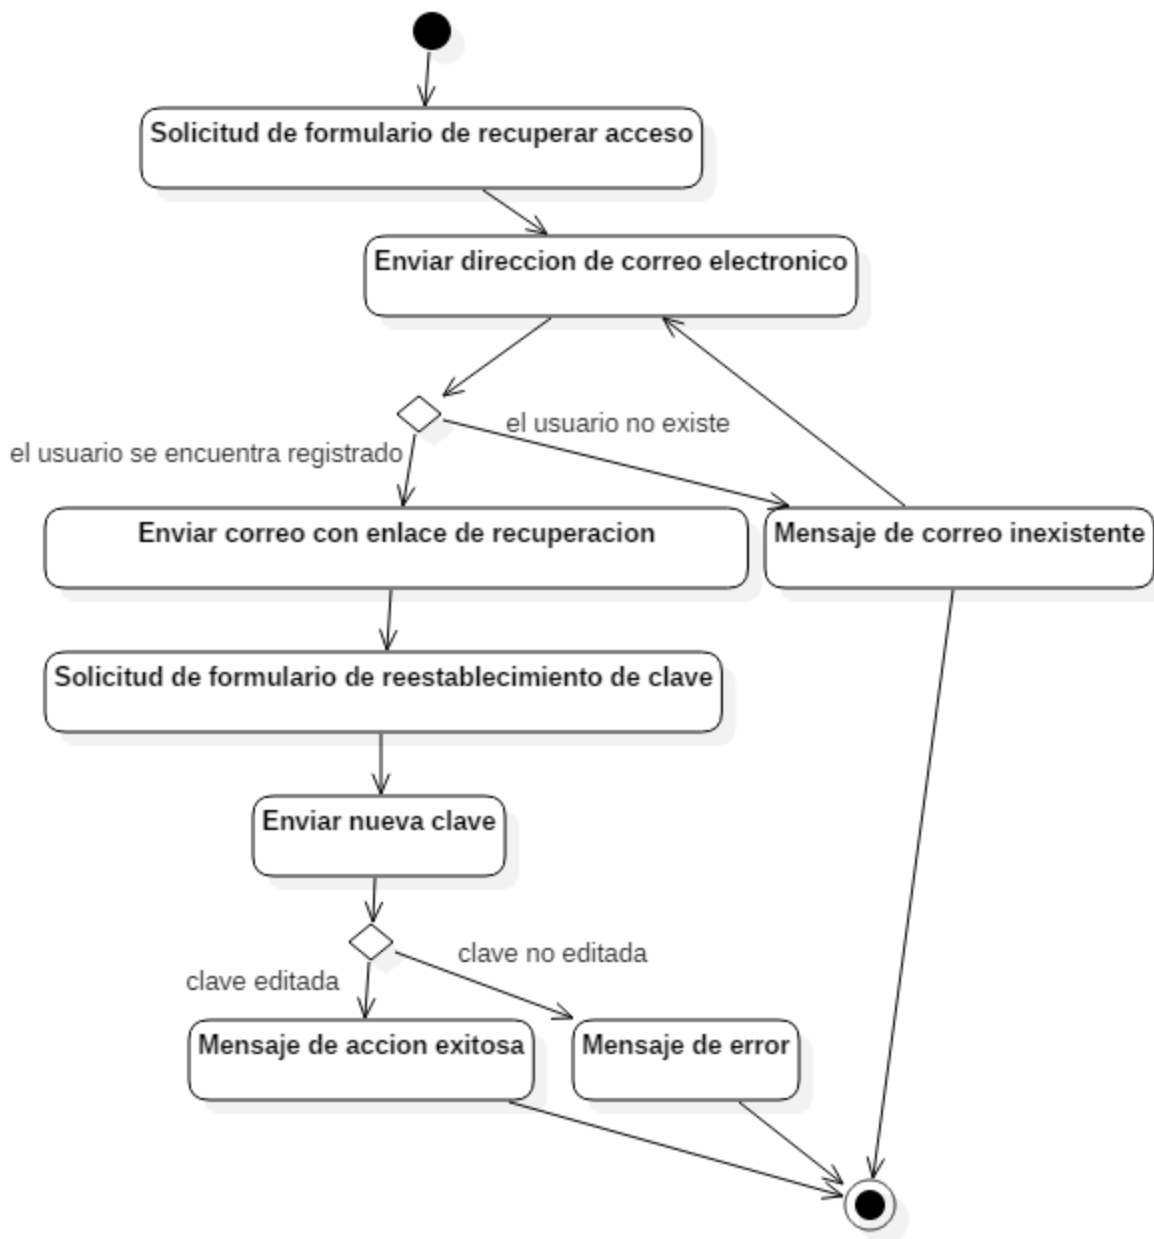 Solicitud de formulario de recuperar acceso
Enviar direccion de correo electronico
el usuario no existe
el usuario se encuentra registrado
Enviar correo con enlace de recuperacion
Mensaje de correo inexistente
Solicitud de formulario de reestablecimiento de clave
Enviar nueva clave
clave no editada
clave editada
Mensaje de accion exitosa
Mensaje de error